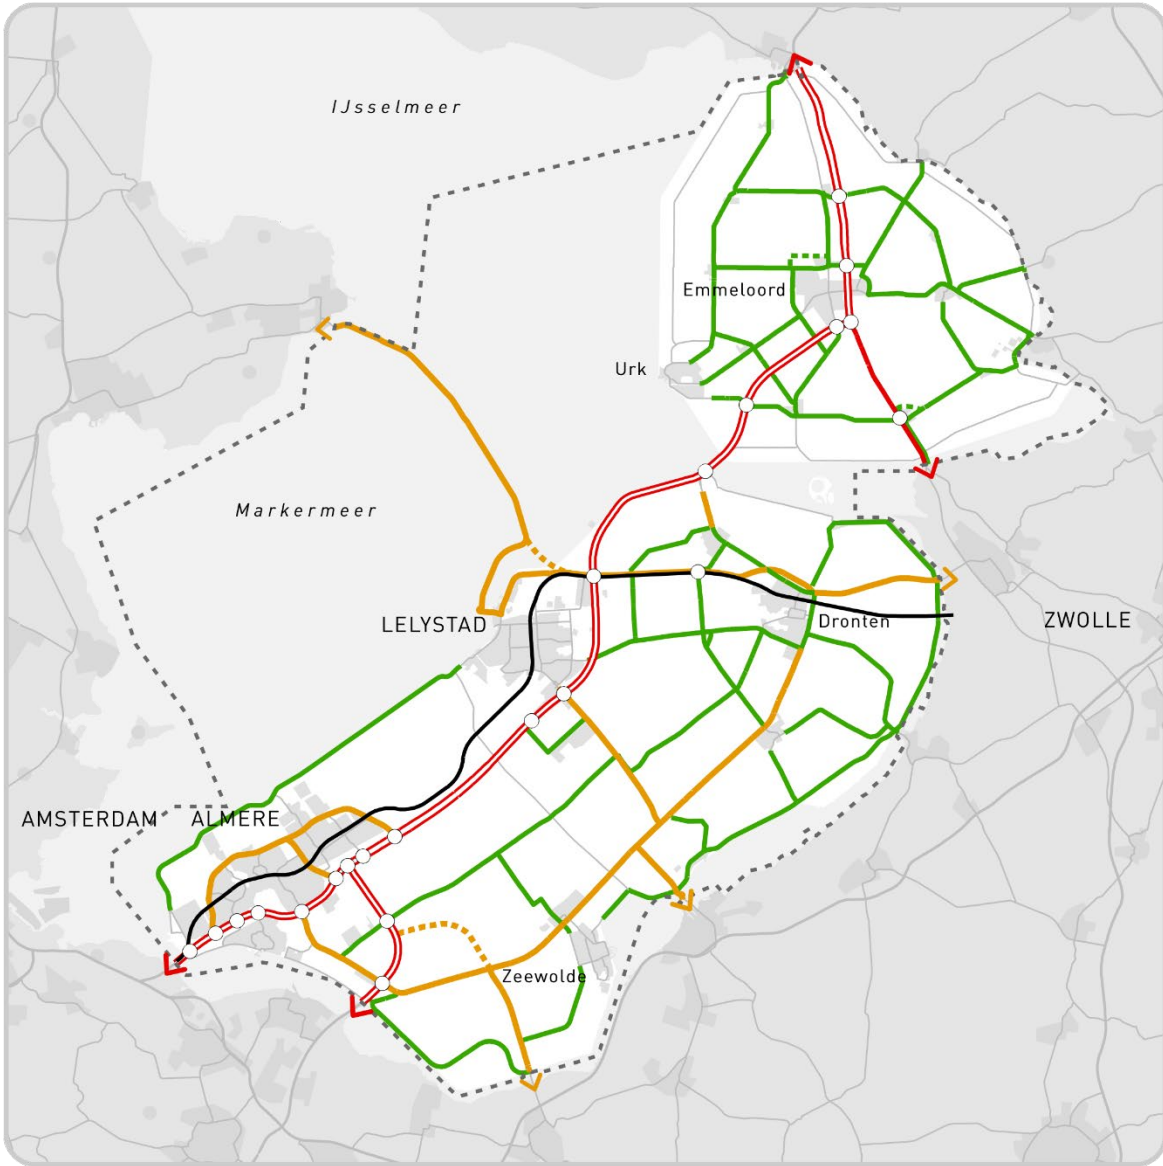 IJsselmeer
Emmeloord
Urk
Markermeer
LELYSTAD
Dronten
ZWOLLE
AMSTERDAM
ALMERE
Zeewolde